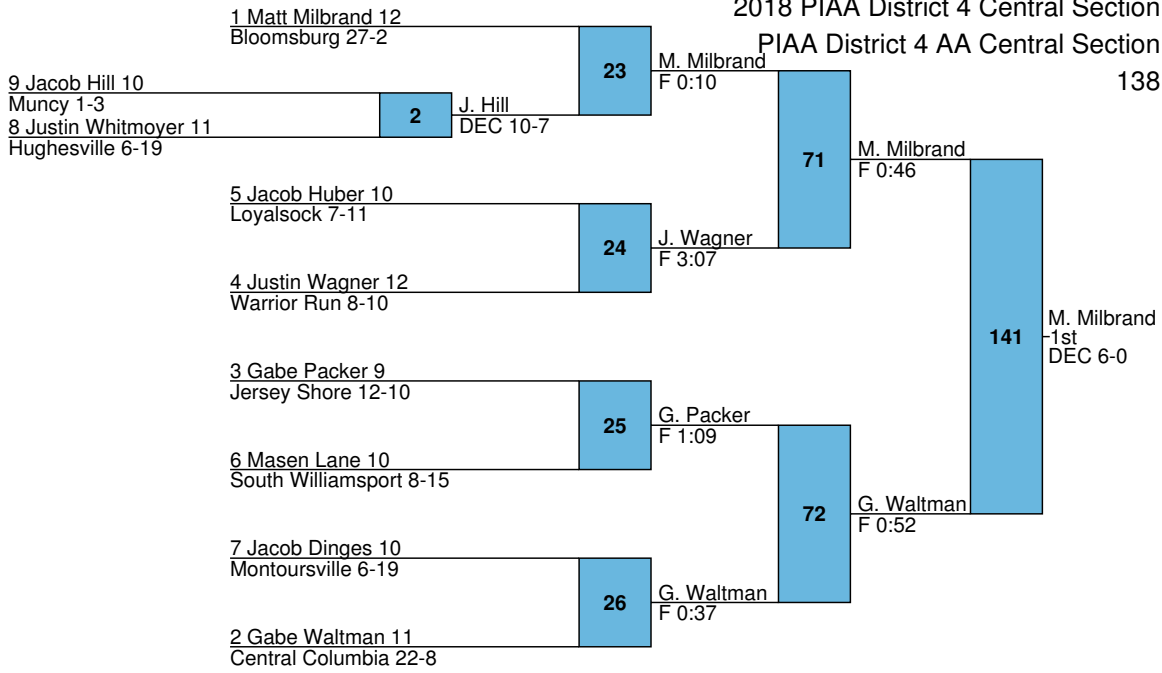 2018 PIAA District 4 Central Section
PIAA District 4 AA Central Section
138
1 Matt Milbrand 12
Bloomsburg 27-2
9 Jacob Hill 10
Muncy 1-3
8 Justin Whitmoyer 11
Hughesville 6-19
2
J. Hill
DEC 10-7
23
M. Milbrand
F 0:10
5 Jacob Huber 10
Loyalsock 7-11
4 Justin Wagner 12
Warrior Run 8-10
24
J. Wagner
F 3:07
71
M. Milbrand
F 0:46
3 Gabe Packer 9
Jersey Shore 12-10
6 Masen Lane 10
South Williamsport 8-15
25
G. Packer
F 1:09
7 Jacob Dinges 10
Montoursville 6-19
2 Gabe Waltman 11
Central Columbia 22-8
26
G. Waltman
F 0:37
72
G. Waltman
F 0:52
141
M. Milbrand
1st
DEC 6-0